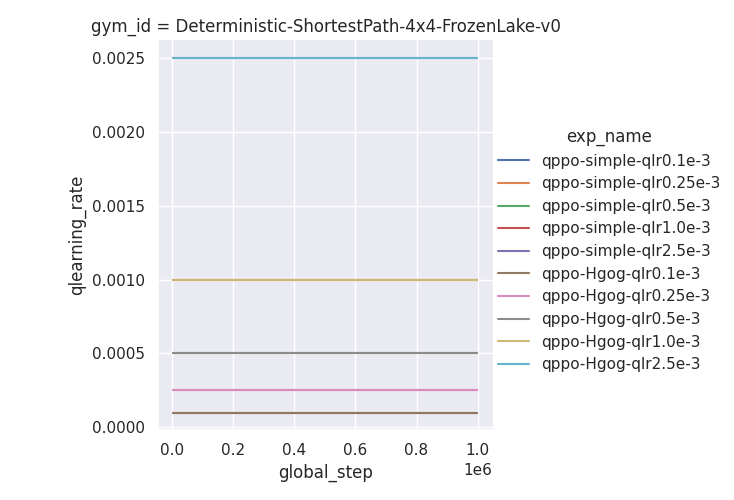 gym_id = Deterministic-ShortestPath-4x4-FrozenLake-v0
0.0025
0.0020
0.0015
0.0010
0.0005
0.0000
qlearning_rate
0.0 0.2 0.4 0.6 0.8 1.0
1e6
global_step
exp_name
qppo-simple-qlr0.1e-3
qppo-simple-qlr0.25e-3
qppo-simple-qlr0.5e-3
qppo-simple-qlr1.0e-3
qppo-simple-qlr2.5e-3
qppo-Hgog-qlr0.1e-3
qppo-Hgog-qlr0.25e-3
qppo-Hgog-qlr0.5e-3
qppo-Hgog-qlr1.0e-3
qppo-Hgog-qlr2.5e-3